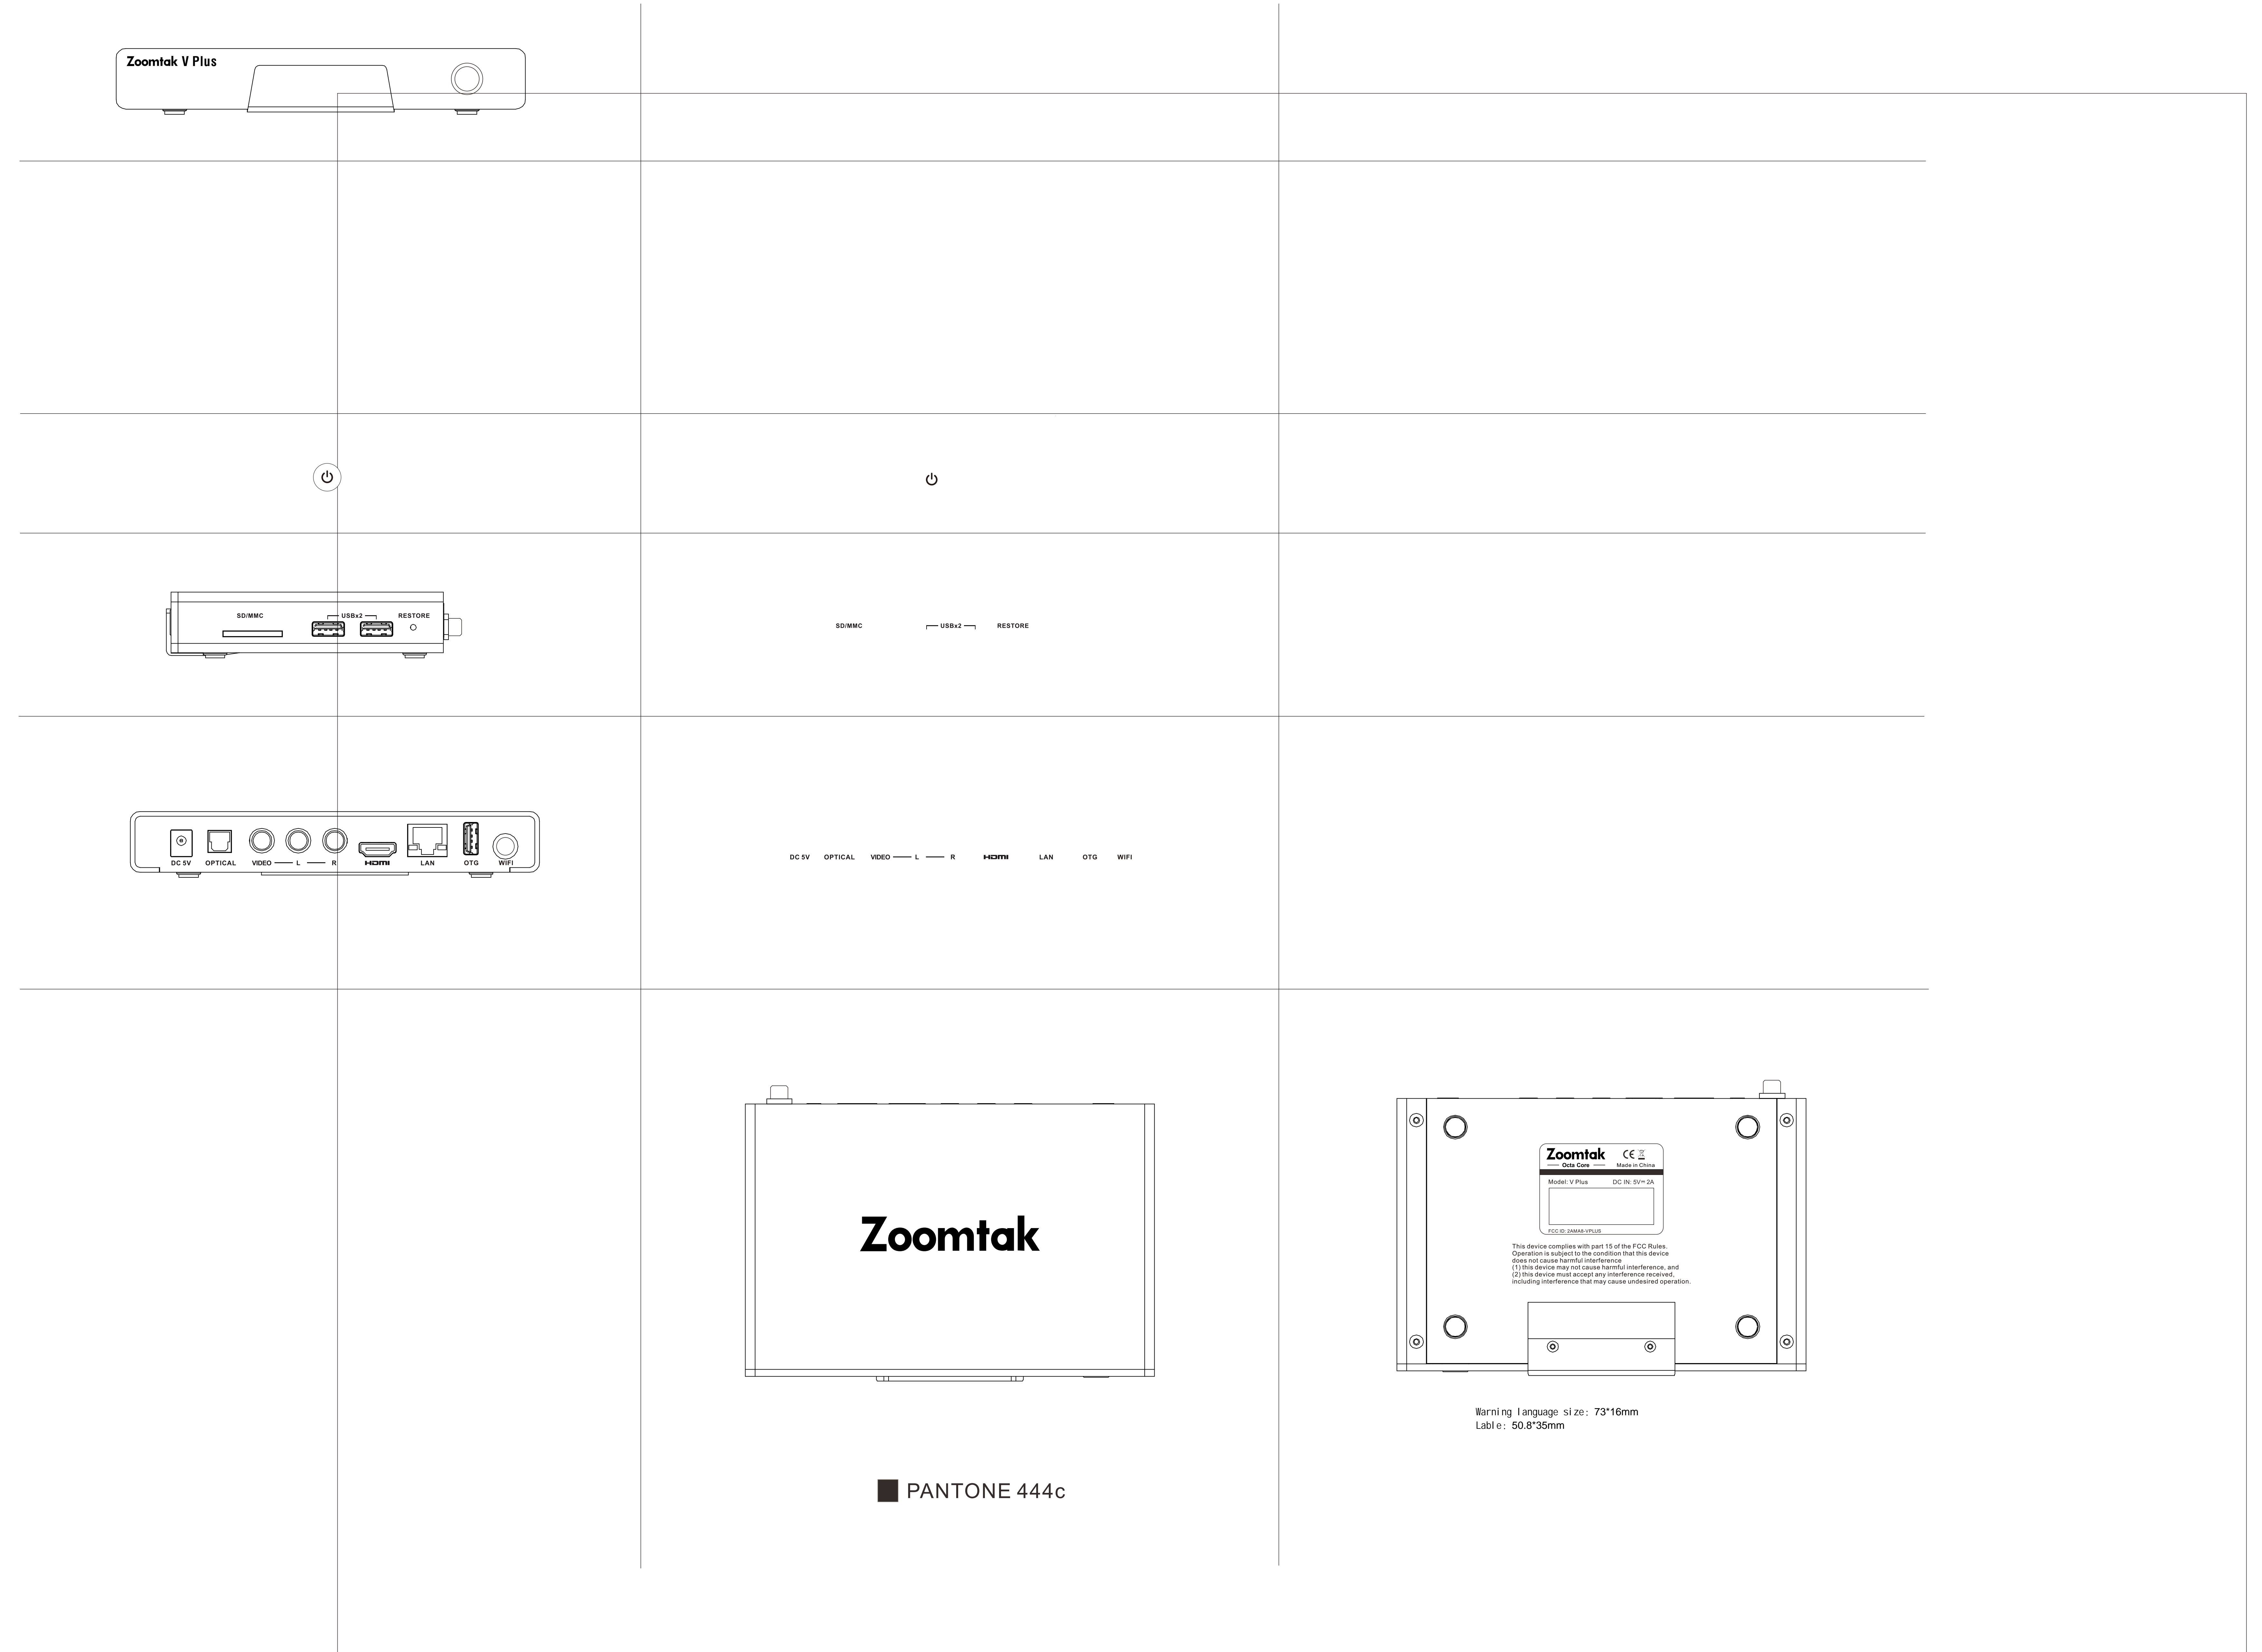 Zoomtak V Plus
SD/MMC USBx2 RESTORE
SD/MMC USBx2 RESTORE
DC 5V OPTICAL VIDEO L R HDMI LAN OTG WIFI
DC 5V OPTICAL VIDEO L R HDMI LAN OTG WIFI
Zoomtak
PANTONE 444c
Zoomtak CE
Octa Core Made in China
Model: V Plus DC IN: 5V⎓2A
FCC ID: 2AMA8-VPLUS
This device complies with part 15 of the FCC Rules.
Operation is subject to the condition that this device
does not cause harmful interference
(1) this device may not cause harmful interference, and
(2) this device must accept any interference received,
including interference that may cause undesired operation.
Warning language size: 73*16mm
Lable: 50.8*35mm